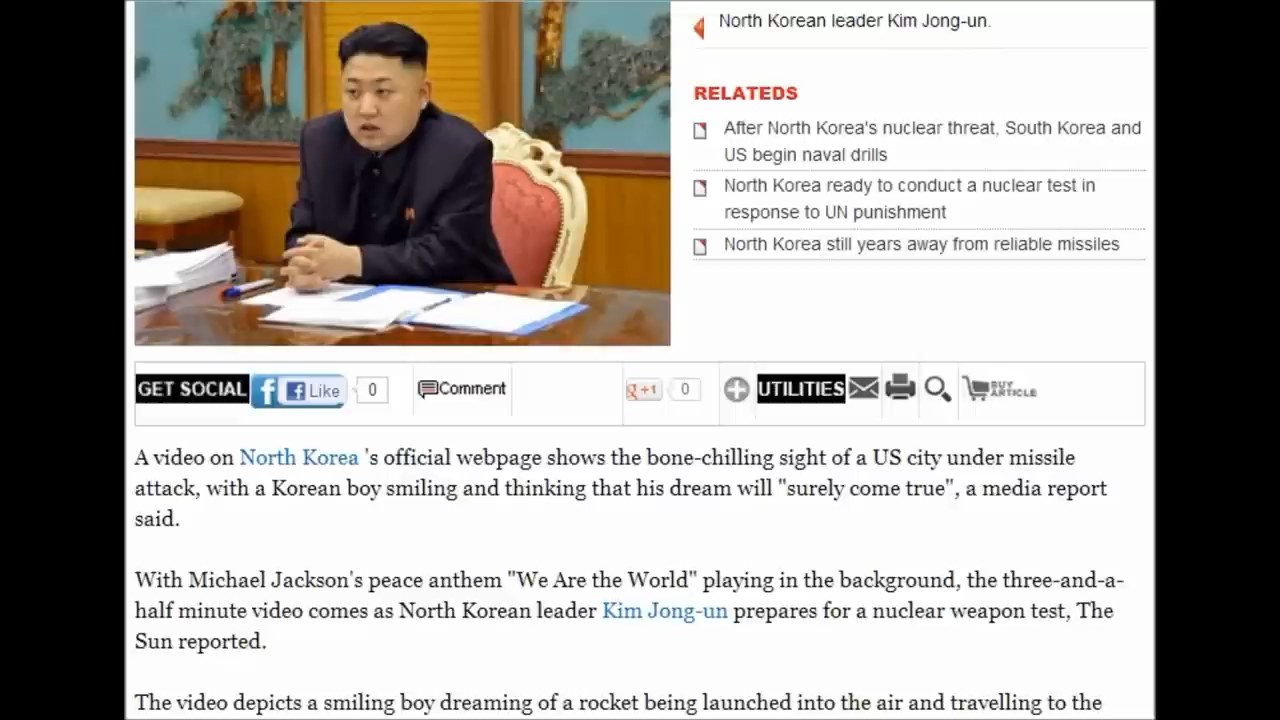 North Korean leader Kim Jong-un.
RELATEDS
After North Korea's nuclear threat, South Korea and
US begin naval drills
North Korea ready to conduct a nuclear test in
response to UN punishment
North Korea still years away from reliable missiles
GET SOCIAL f f Like 0 Comment g +1 0 UTILITIES BUY ARTICLE
A video on North Korea 's official webpage shows the bone-chilling sight of a US city under missile
attack, with a Korean boy smiling and thinking that his dream will "surely come true", a media report
said.
With Michael Jackson's peace anthem "We Are the World" playing in the background, the three-and-a-
half minute video comes as North Korean leader Kim Jong-un prepares for a nuclear weapon test, The
Sun reported.
The video depicts a smiling boy dreaming of a rocket being launched into the air and travelling to the